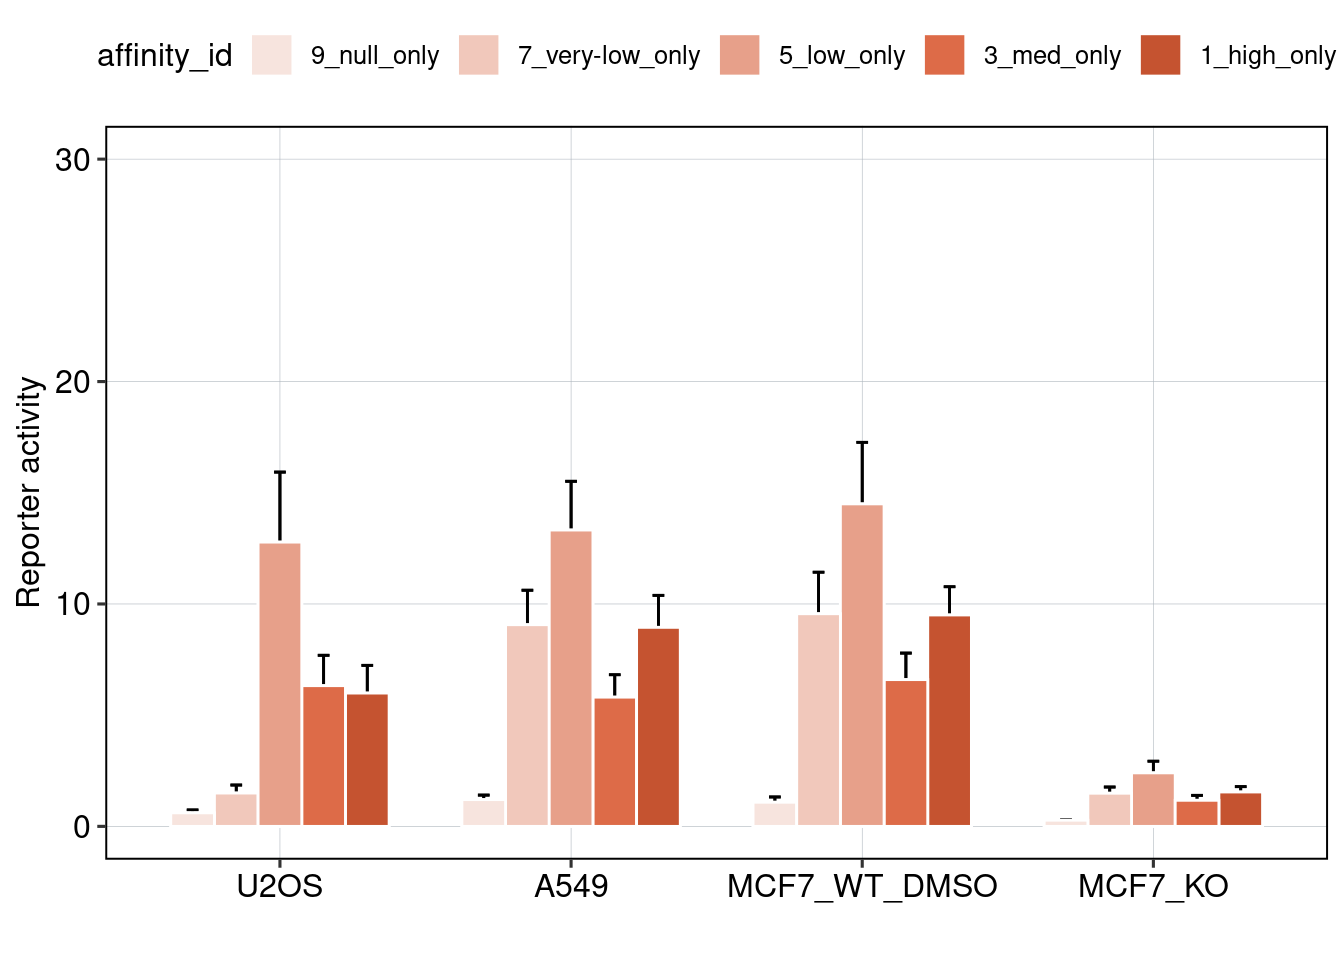 affinity_id 9_null_only 7_very-low_only 5_low_only 3_med_only 1_high_only
30
20
10
0
Reporter activity
U2OS A549 MCF7_WT_DMSO MCF7_KO